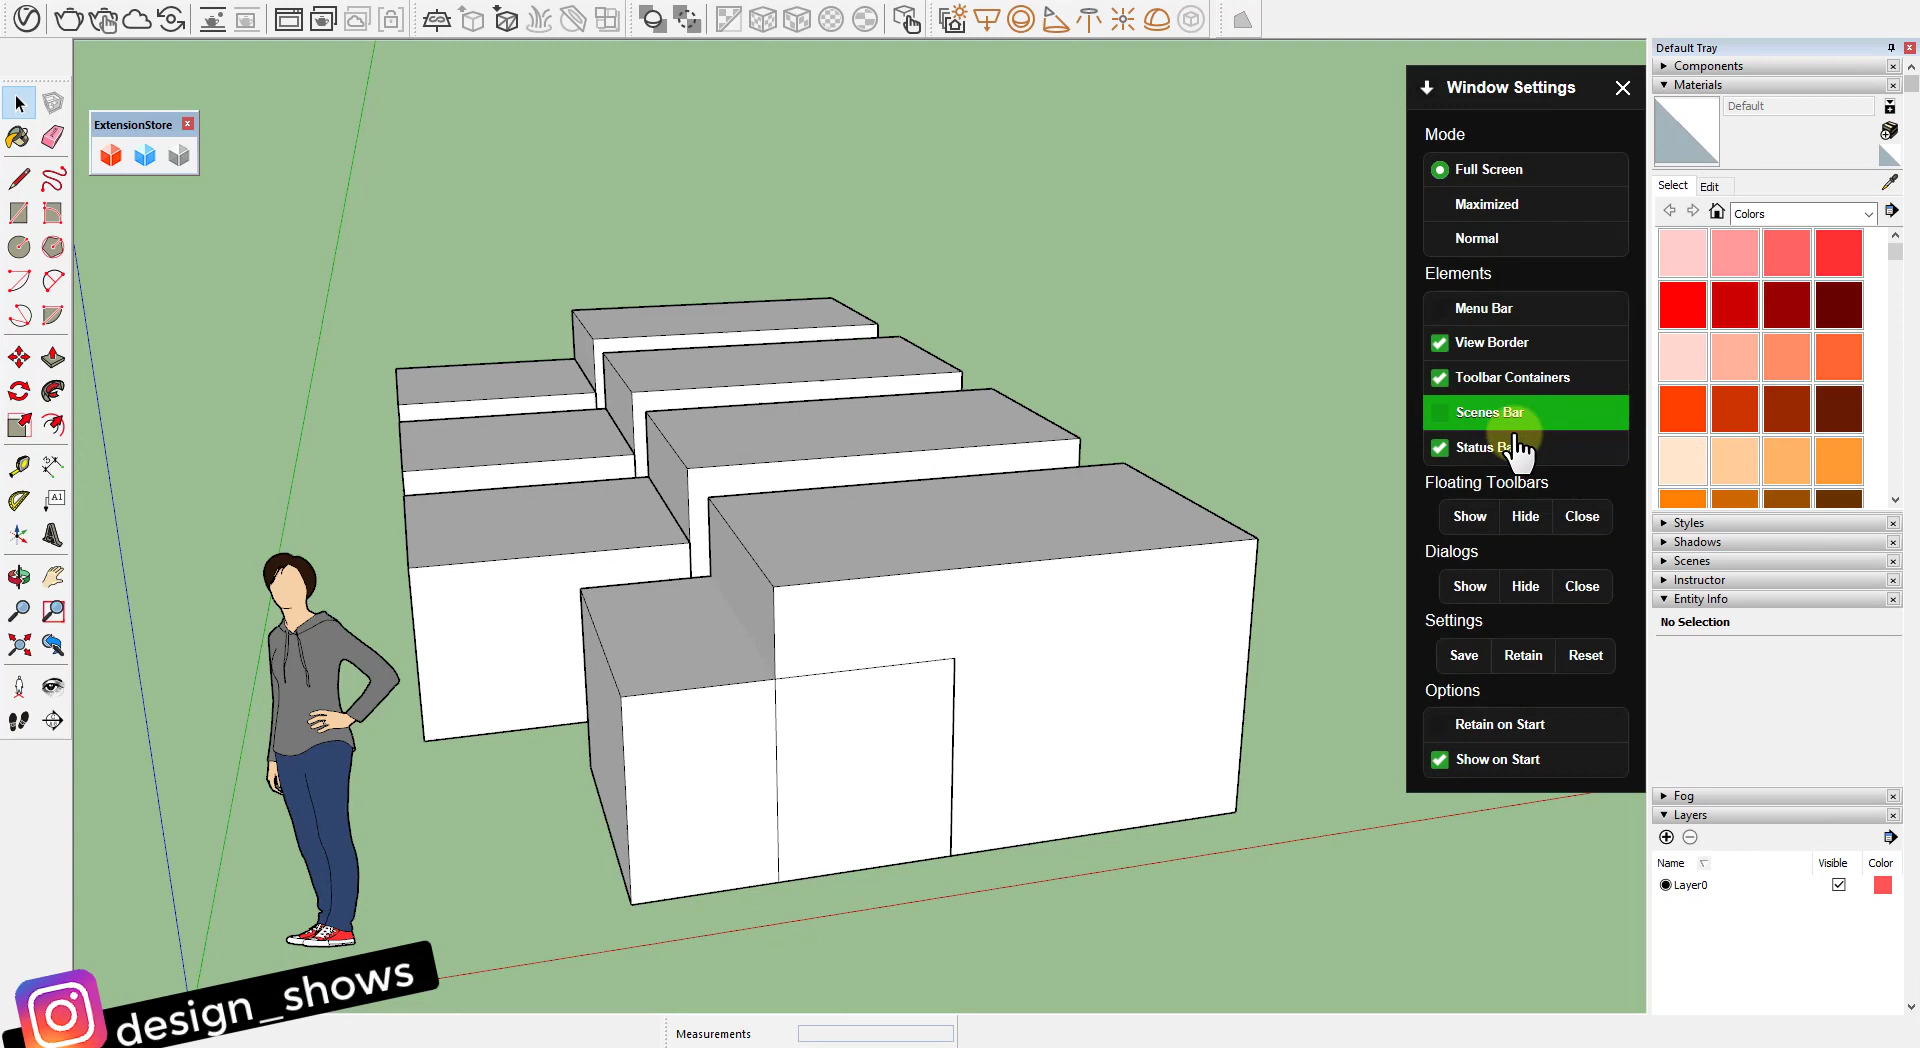 ExtensionStore
A1
Window Settings
Mode
Full Screen
Maximized
Normal
Elements
Menu Bar
View Border
Toolbar Containers
Scenes Bar
Status
Floating Toolbars
Show Hide Close
Dialogs
Show Hide Close
Settings
Save Retain Reset
Options
Retain on Start
Show on Start
Default Tray
Components
Materials
Default
Select Edit
Colors
Styles
Shadows
Scenes
Instructor
Entity Info
No Selection
Fog
Layers
Name Visible Color
Layer0
design_shows
Measurements